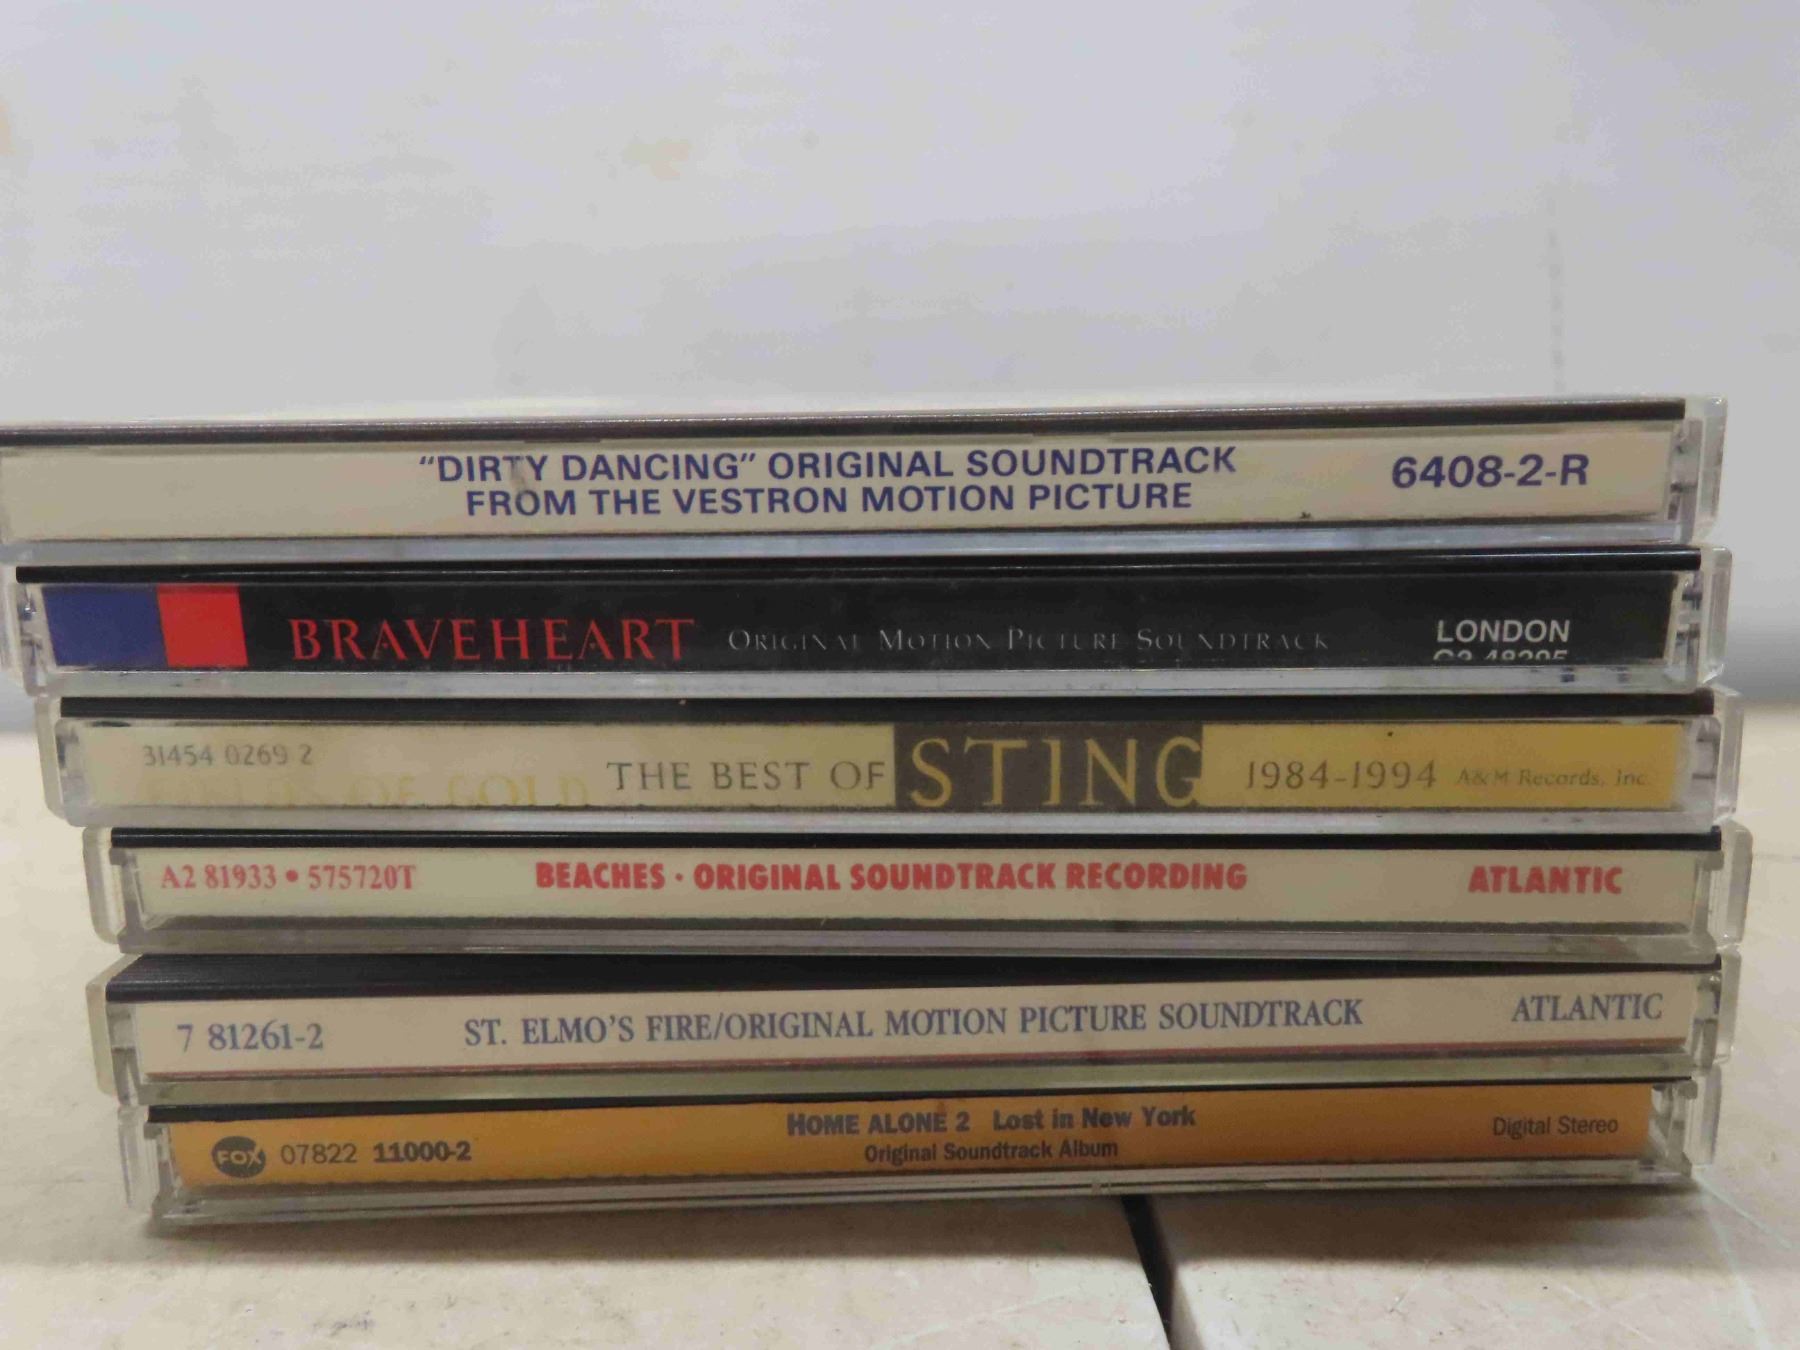 "DIRTY DANCING" ORIGINAL SOUNDTRACK
FROM THE VESTRON MOTION PICTURE
6408-2-R
BRAVEHEART ORIGINAL MOTION PICTURE SOUNDTRACK
LONDON
31454 0269 2
FIELDS OF GOLD
THE BEST OF STING 1984-1994 A&M Records, Inc.
A2 81933 • 575720T BEACHES · ORIGINAL SOUNDTRACK RECORDING ATLANTIC
7 81261-2 ST. ELMO'S FIRE/ORIGINAL MOTION PICTURE SOUNDTRACK ATLANTIC
FOX 07822 11000-2
HOME ALONE 2 Lost in New York
Original Soundtrack Album
Digital Stereo